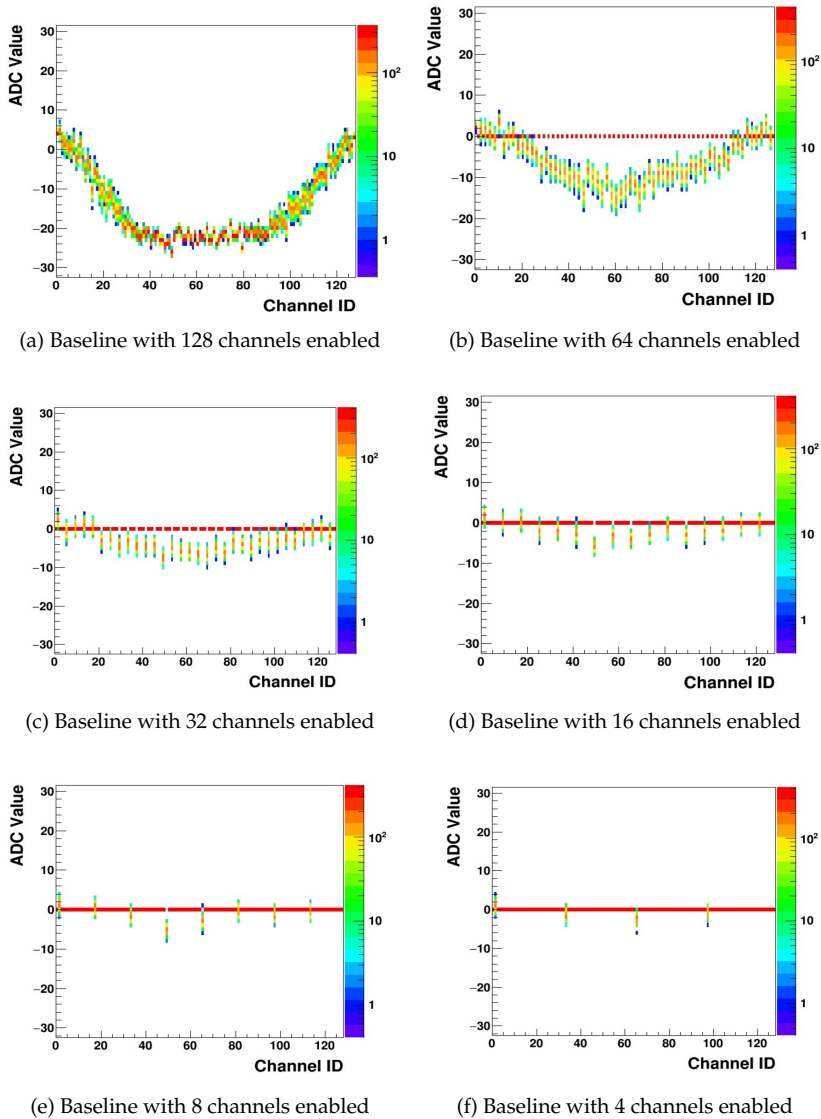 ADC Value
30
20
10
0
−10
−20
−30
0 20 40 60 80 100 120
Channel ID
10²
10
1
(a) Baseline with 128 channels enabled
ADC Value
30
20
10
0
−10
−20
−30
0 20 40 60 80 100 120
Channel ID
10²
10
1
(b) Baseline with 64 channels enabled
ADC Value
30
20
10
0
−10
−20
−30
0 20 40 60 80 100 120
Channel ID
10²
10
1
(c) Baseline with 32 channels enabled
ADC Value
30
20
10
0
−10
−20
−30
0 20 40 60 80 100 120
Channel ID
10²
10
1
(d) Baseline with 16 channels enabled
ADC Value
30
20
10
0
−10
−20
−30
0 20 40 60 80 100 120
Channel ID
10²
10
1
(e) Baseline with 8 channels enabled
ADC Value
30
20
10
0
−10
−20
−30
0 20 40 60 80 100 120
Channel ID
10²
10
1
(f) Baseline with 4 channels enabled